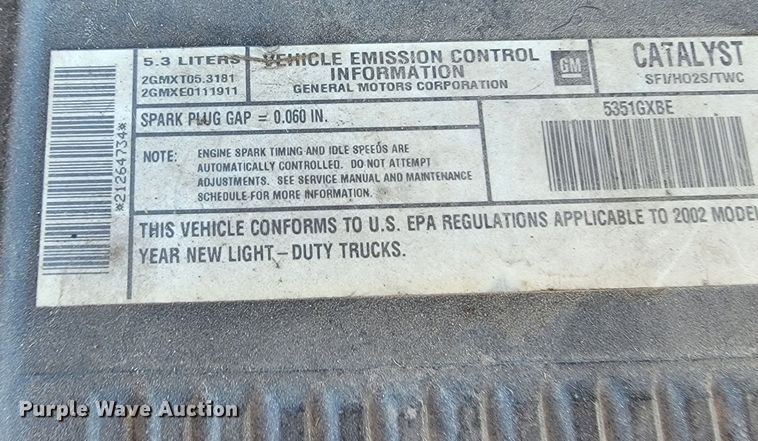 5.3 LITERS
2GMXT05.3181
2GMXE0111911
VEHICLE EMISSION CONTROL
INFORMATION
GENERAL MOTORS CORPORATION
GM
CATALYST
SFI/HO2S/TWC
*21264734*
SPARK PLUG GAP = 0.060 IN.
5351GXBE
NOTE: ENGINE SPARK TIMING AND IDLE SPEEDS ARE
AUTOMATICALLY CONTROLLED. DO NOT ATTEMPT
ADJUSTMENTS. SEE SERVICE MANUAL AND MAINTENANCE
SCHEDULE FOR MORE INFORMATION.
THIS VEHICLE CONFORMS TO U.S. EPA REGULATIONS APPLICABLE TO 2002 MODEL
YEAR NEW LIGHT-DUTY TRUCKS.
Purple Wave Auction